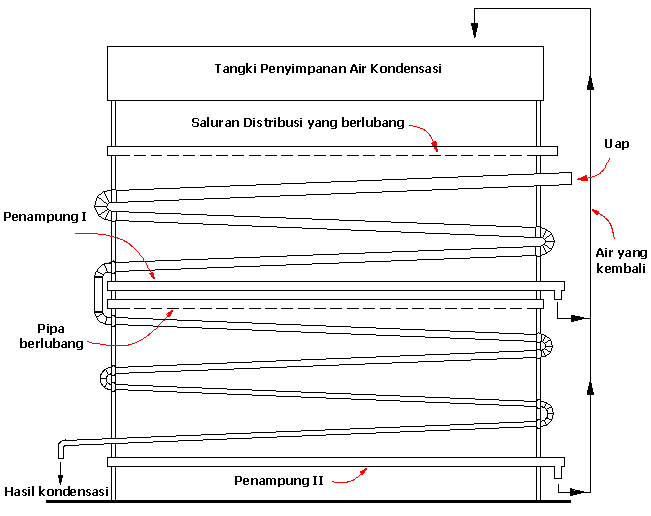 Tangki Penyimpanan Air Kondensasi
Saluran Distribusi yang berlubang
Uap
Penampung I
Air yang
kembali
Pipa
berlubang
Penampung II
Hasil kondensasi